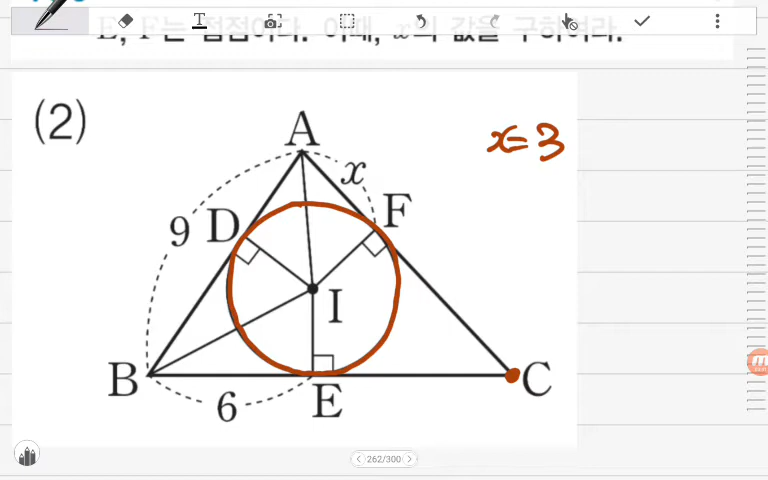 E, F는 접점이다. 이때, x의 값을 구하여라.
(2)
A
x = 3
x
9 D F
I
B C
6 E
262/300